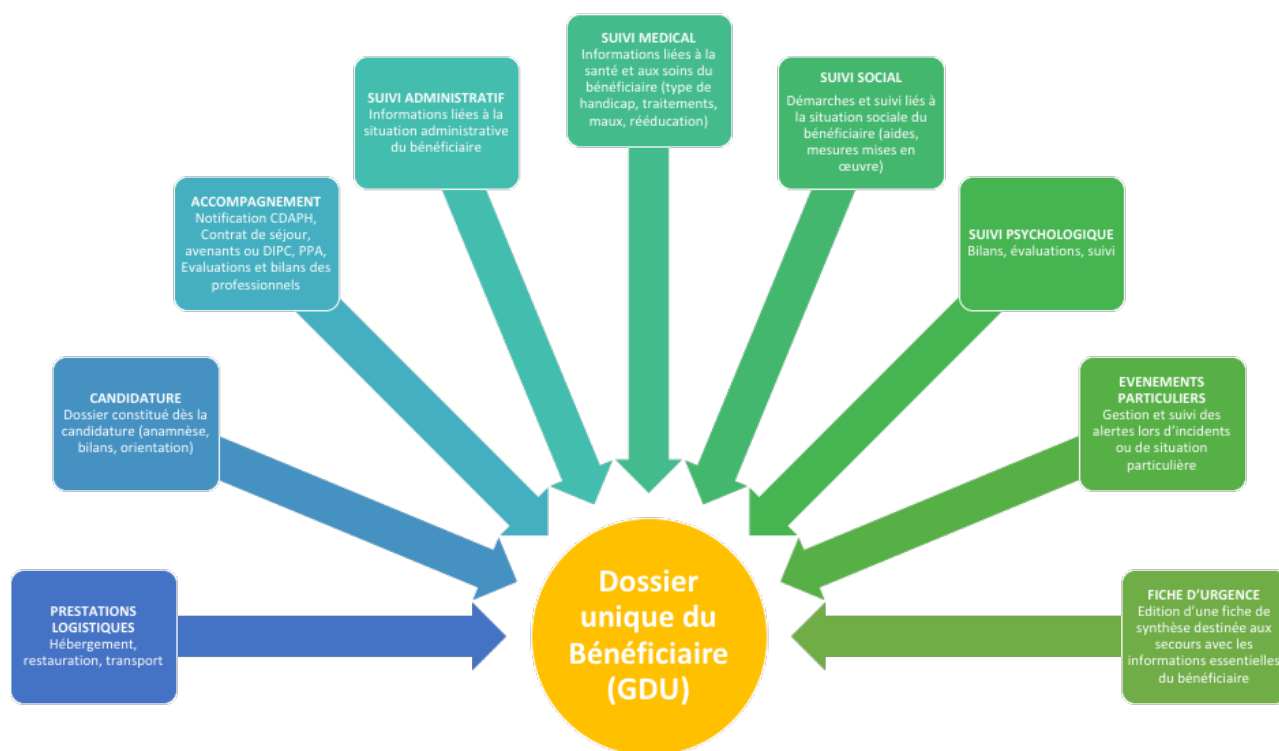 SUIVI MEDICAL
Informations liées à la
santé et aux soins du
bénéficiaire (type de
handicap, traitements,
maux, rééducation)
SUIVI ADMINISTRATIF
Informations liées à la
situation administrative
du bénéficiaire
SUIVI SOCIAL
Démarches et suivi liés à
la situation sociale du
bénéficiaire (aides,
mesures mises en
œuvre)
ACCOMPAGNEMENT
Notification CDAPH,
Contrat de séjour,
avenants ou DIPC, PPA,
Evaluations et bilans des
professionnels
SUIVI PSYCHOLOGIQUE
Bilans, évaluations, suivi
CANDIDATURE
Dossier constitué dès la
candidature (anamnèse,
bilans, orientation)
EVENEMENTS
PARTICULIERS
Gestion et suivi des
alertes lors d'incidents
ou de situation
particulière
PRESTATIONS
LOGISTIQUES
Hébergement,
restauration, transport
Dossier
unique du
Bénéficiaire
(GDU)
FICHE D'URGENCE
Edition d'une fiche de
synthèse destinée aux
secours avec les
informations essentielles
du bénéficiaire